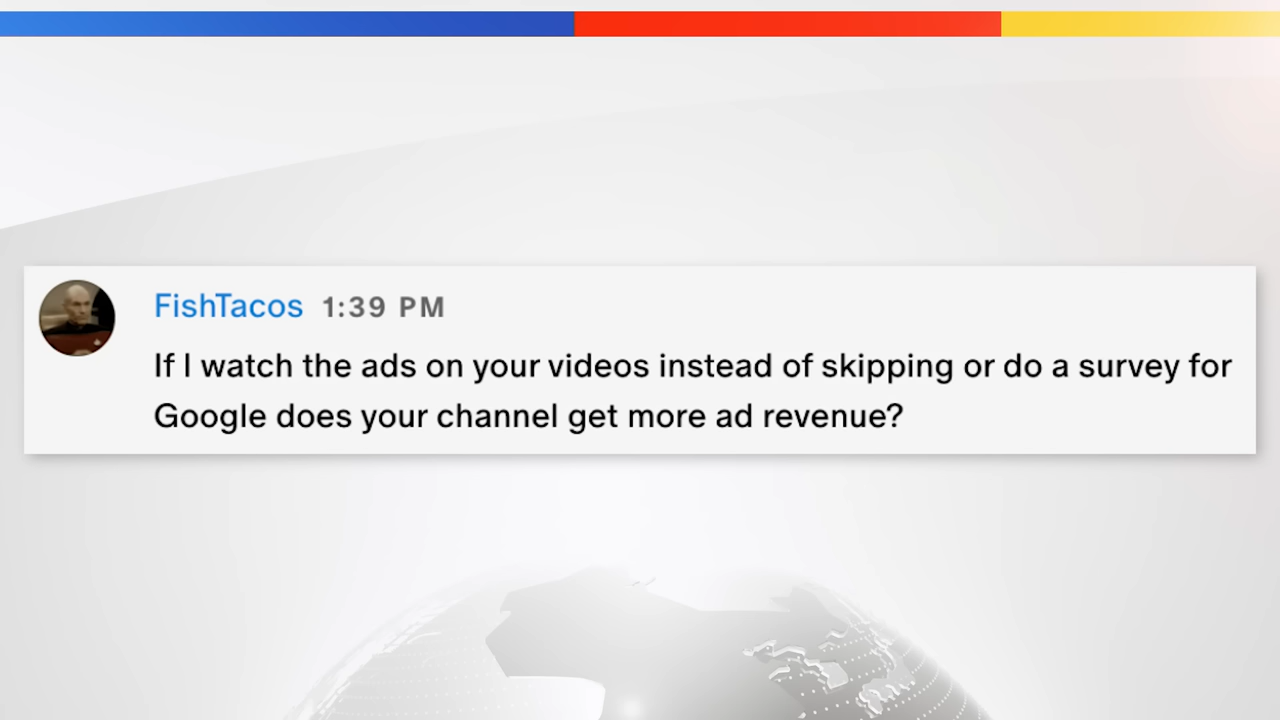 FishTacos 1:39 PM
If I watch the ads on your videos instead of skipping or do a survey for
Google does your channel get more ad revenue?